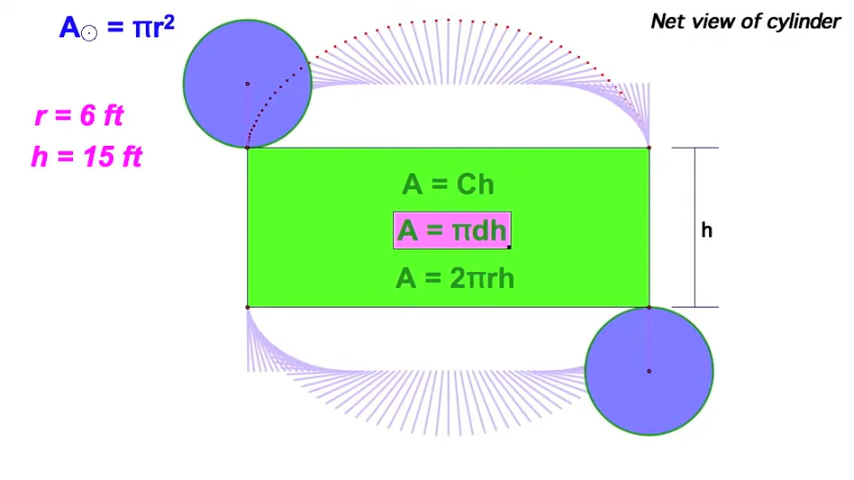 A⊙ = πr²
Net view of cylinder
r = 6 ft
h = 15 ft
A = Ch
A = πdh
A = 2πrh
h